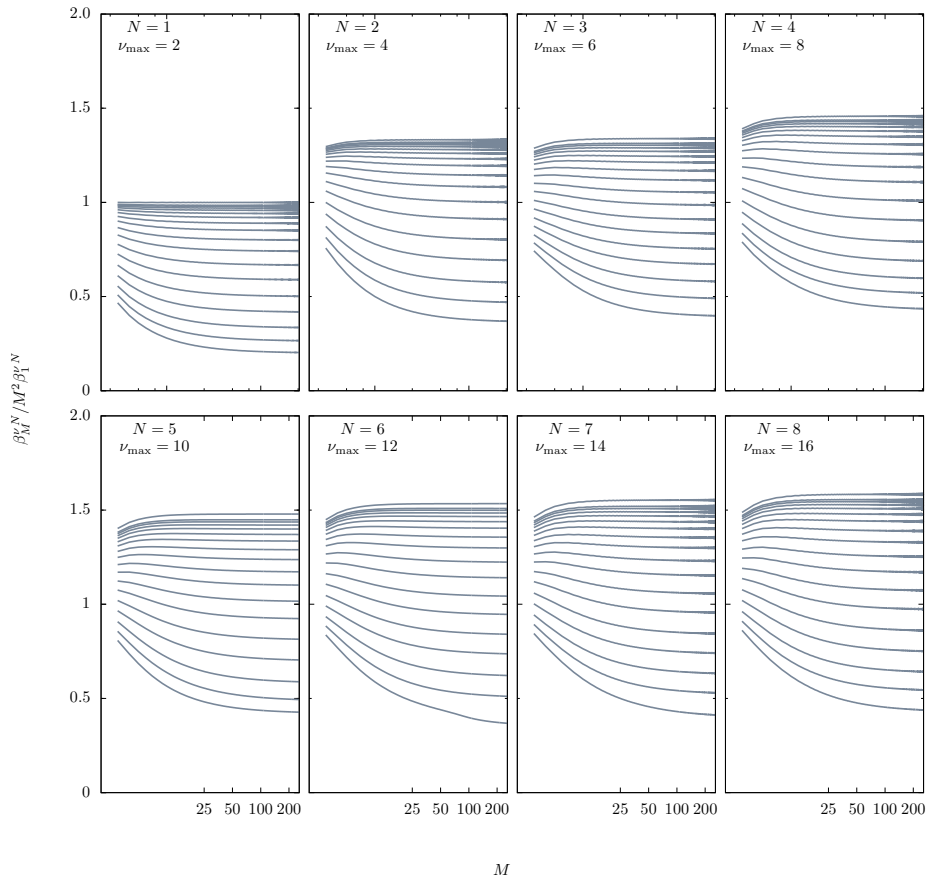 2.0
1.5
1
0.5
0
N = 1
ν_max = 2
N = 2
ν_max = 4
N = 3
ν_max = 6
N = 4
ν_max = 8
β_M^{ν N}/M²β_1^{ν N}
2.0
1.5
1
0.5
0
N = 5
ν_max = 10
N = 6
ν_max = 12
N = 7
ν_max = 14
N = 8
ν_max = 16
25 50 100 200 25 50 100 200 25 50 100 200 25 50 100 200
M